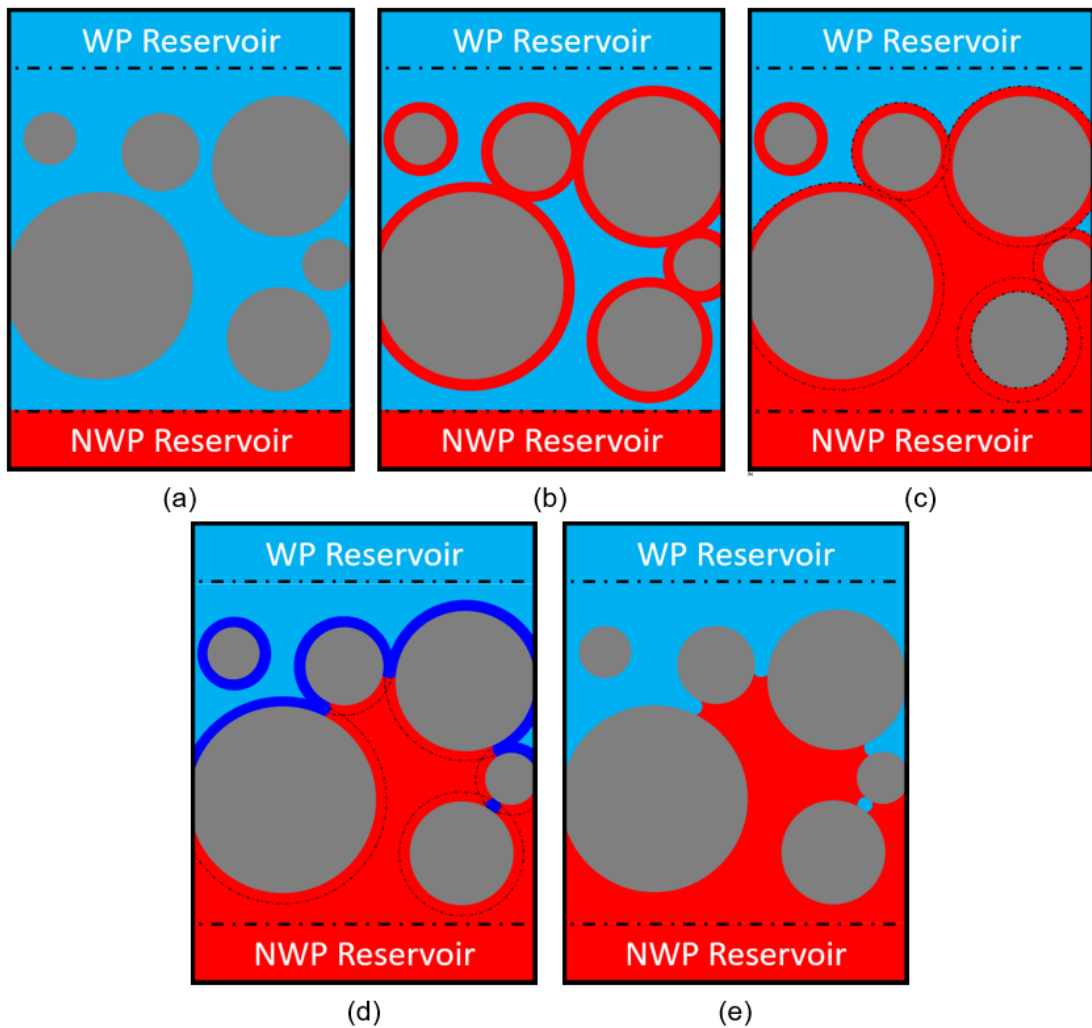 WP Reservoir
NWP Reservoir
(a)
WP Reservoir
NWP Reservoir
(b)
WP Reservoir
NWP Reservoir
(c)
WP Reservoir
NWP Reservoir
(d)
WP Reservoir
NWP Reservoir
(e)